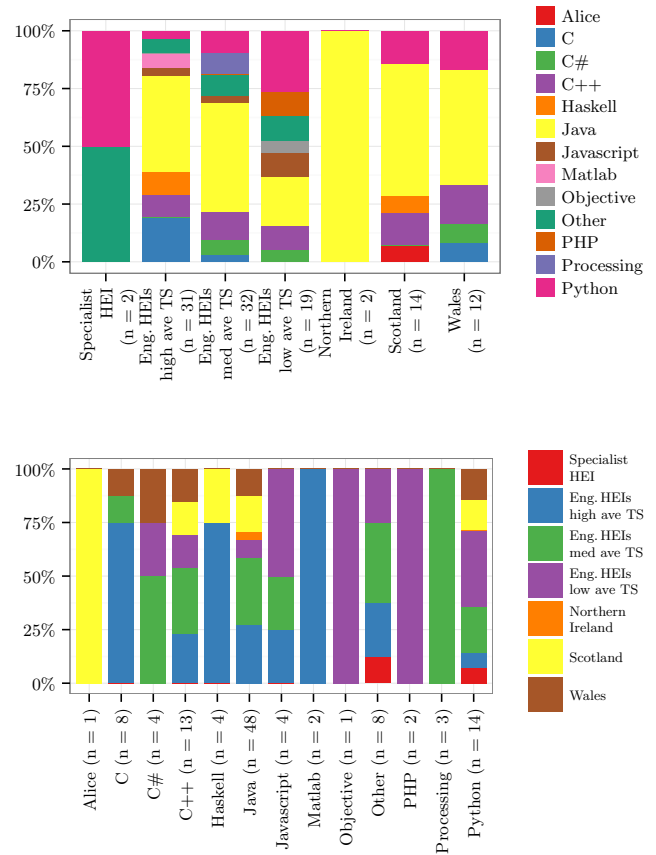 100%
75%
50%
25%
0%
Specialist
HEI
(n = 2)
Eng. HEIs
high ave TS
(n = 31)
Eng. HEIs
med ave TS
(n = 32)
Eng. HEIs
low ave TS
(n = 19)
Northern
Ireland
(n = 2)
Scotland
(n = 14)
Wales
(n = 12)
Alice
C
C#
C++
Haskell
Java
Javascript
Matlab
Objective
Other
PHP
Processing
Python
100%
75%
50%
25%
0%
Alice (n = 1)
C (n = 8)
C# (n = 4)
C++ (n = 13)
Haskell (n = 4)
Java (n = 48)
Javascript (n = 4)
Matlab (n = 2)
Objective (n = 1)
Other (n = 8)
PHP (n = 2)
Processing (n = 3)
Python (n = 14)
Specialist
HEI
Eng. HEIs
high ave TS
Eng. HEIs
med ave TS
Eng. HEIs
low ave TS
Northern
Ireland
Scotland
Wales